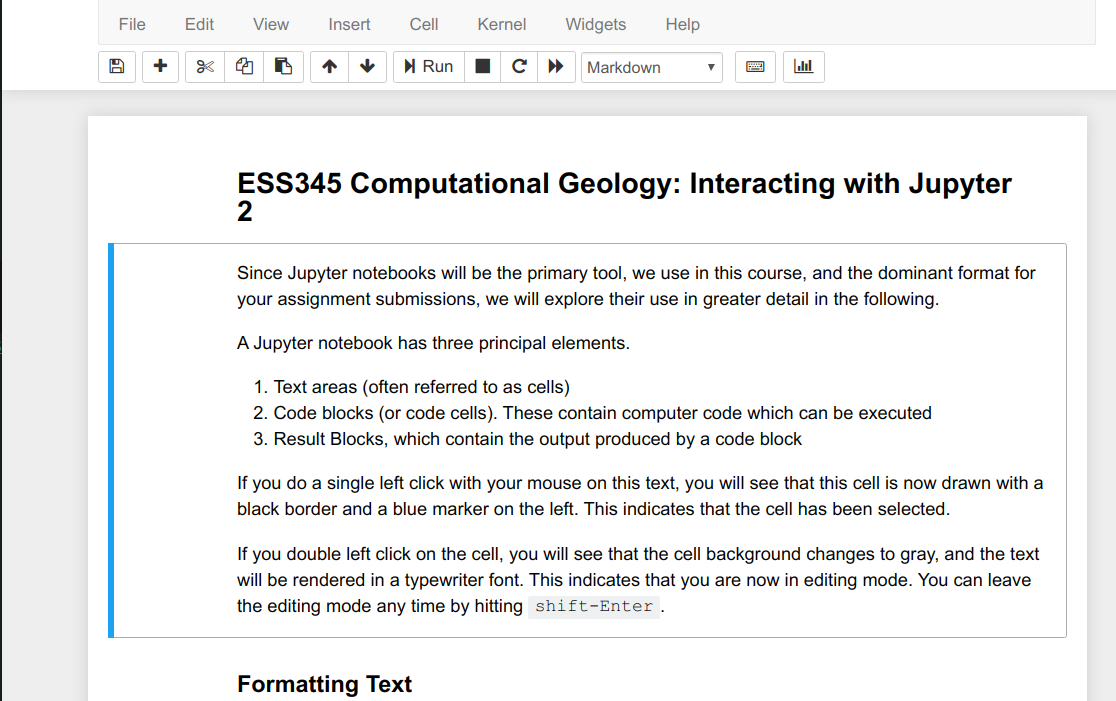 File Edit View Insert Cell Kernel Widgets Help
Run Markdown
ESS345 Computational Geology: Interacting with Jupyter
2
Since Jupyter notebooks will be the primary tool, we use in this course, and the dominant format for
your assignment submissions, we will explore their use in greater detail in the following.
A Jupyter notebook has three principal elements.
1. Text areas (often referred to as cells)
2. Code blocks (or code cells). These contain computer code which can be executed
3. Result Blocks, which contain the output produced by a code block
If you do a single left click with your mouse on this text, you will see that this cell is now drawn with a
black border and a blue marker on the left. This indicates that the cell has been selected.
If you double left click on the cell, you will see that the cell background changes to gray, and the text
will be rendered in a typewriter font. This indicates that you are now in editing mode. You can leave
the editing mode any time by hitting shift-Enter .
Formatting Text